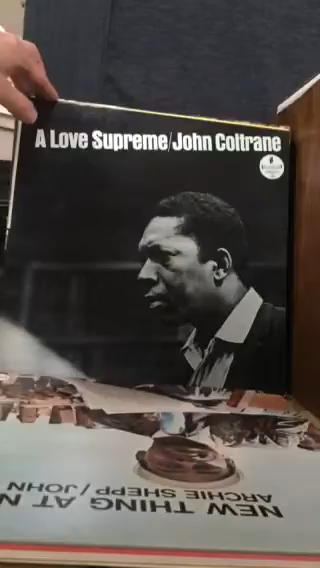 A Love Supreme/John Coltrane
NEW THING AT N
ARCHIE SHEPP / JOHN